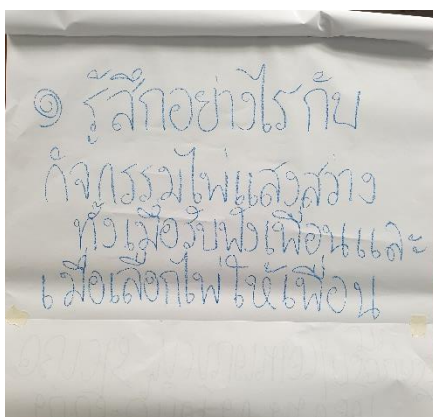 ๑ รู้สึกอย่างไรกับ
กิจกรรมไพ่แสงสว่าง
ทั้งเมื่อรับฟังเพื่อนและ
เมื่อเลือกไพ่ให้เพื่อน